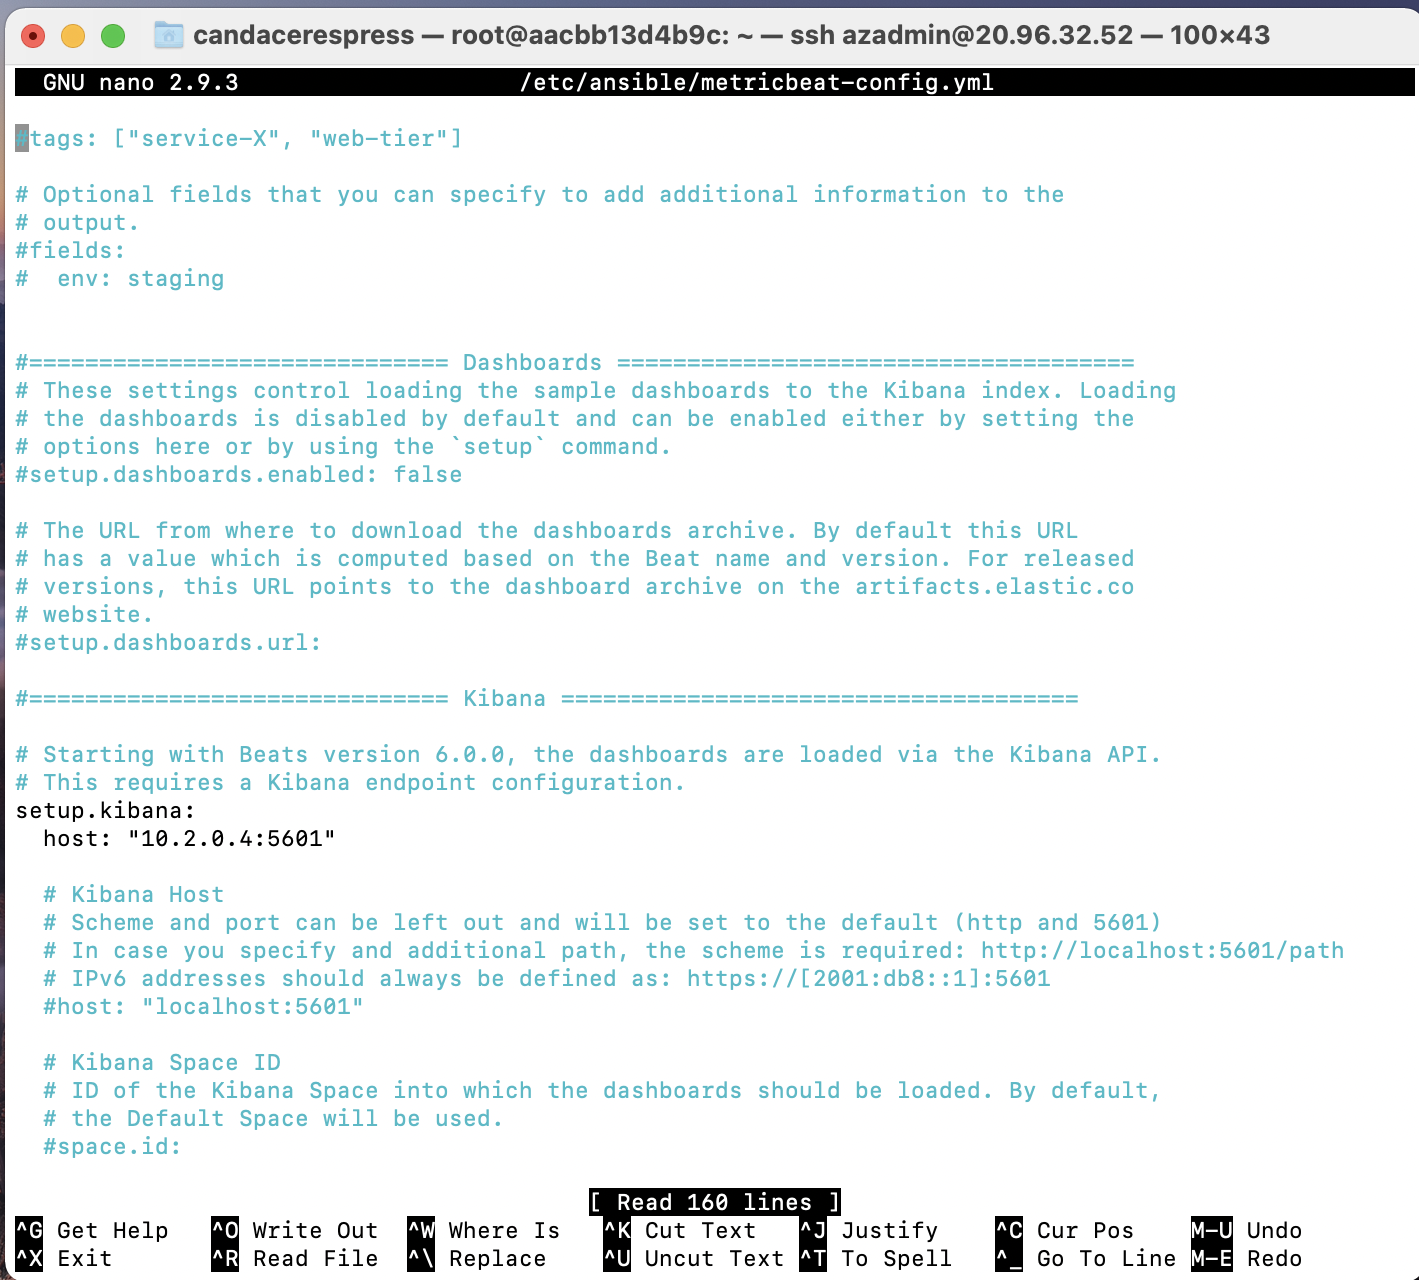 candacerespress — root@aacbb13d4b9c: ~ — ssh azadmin@20.96.32.52 — 100×43
GNU nano 2.9.3 /etc/ansible/metricbeat-config.yml
#tags: ["service-X", "web-tier"]
# Optional fields that you can specify to add additional information to the
# output.
#fields:
#  env: staging
#============================== Dashboards =====================================
# These settings control loading the sample dashboards to the Kibana index. Loading
# the dashboards is disabled by default and can be enabled either by setting the
# options here or by using the `setup` command.
#setup.dashboards.enabled: false
# The URL from where to download the dashboards archive. By default this URL
# has a value which is computed based on the Beat name and version. For released
# versions, this URL points to the dashboard archive on the artifacts.elastic.co
# website.
#setup.dashboards.url:
#============================== Kibana =====================================
# Starting with Beats version 6.0.0, the dashboards are loaded via the Kibana API.
# This requires a Kibana endpoint configuration.
setup.kibana:
  host: "10.2.0.4:5601"
  # Kibana Host
  # Scheme and port can be left out and will be set to the default (http and 5601)
  # In case you specify and additional path, the scheme is required: http://localhost:5601/path
  # IPv6 addresses should always be defined as: https://[2001:db8::1]:5601
  #host: "localhost:5601"
  # Kibana Space ID
  # ID of the Kibana Space into which the dashboards should be loaded. By default,
  # the Default Space will be used.
  #space.id:
[ Read 160 lines ]
^G Get Help ^O Write Out ^W Where Is ^K Cut Text ^J Justify ^C Cur Pos M-U Undo
^X Exit ^R Read File ^\ Replace ^U Uncut Text ^T To Spell ^_ Go To Line M-E Redo